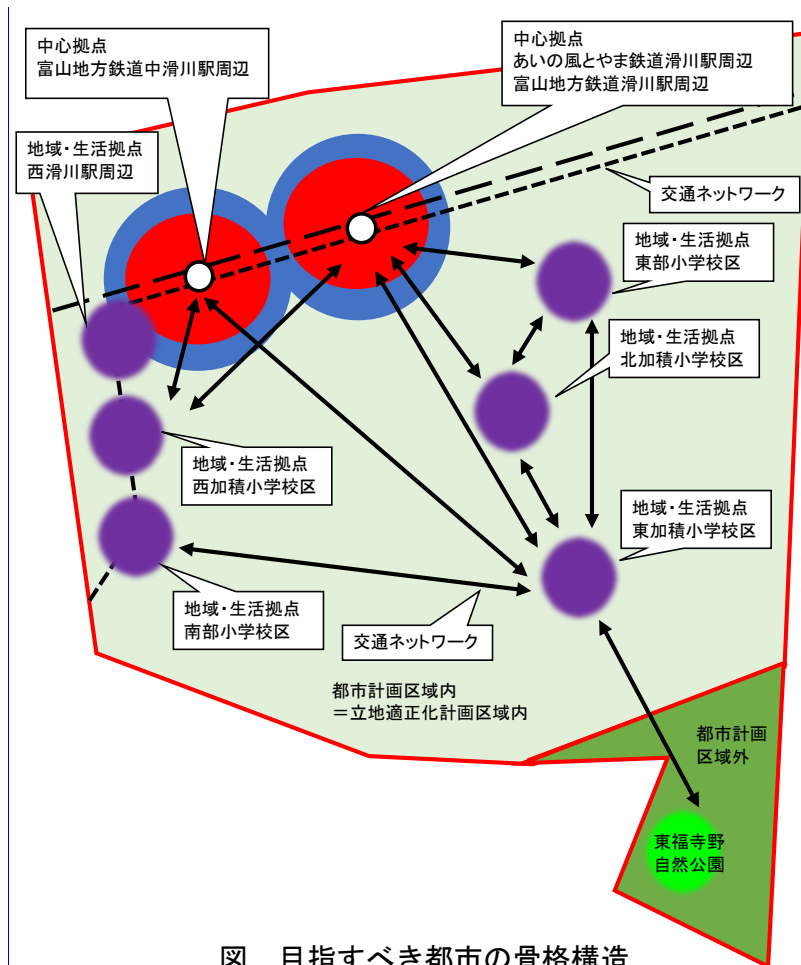 中心拠点
富山地方鉄道中滑川駅周辺
中心拠点
あいの風とやま鉄道滑川駅周辺
富山地方鉄道滑川駅周辺
地域・生活拠点
西滑川駅周辺
交通ネットワーク
地域・生活拠点
東部小学校区
地域・生活拠点
北加積小学校区
地域・生活拠点
西加積小学校区
地域・生活拠点
東加積小学校区
地域・生活拠点
南部小学校区
交通ネットワーク
都市計画区域内
＝立地適正化計画区域内
都市計画
区域外
東福寺野
自然公園
図　目指すべき都市の骨格構造